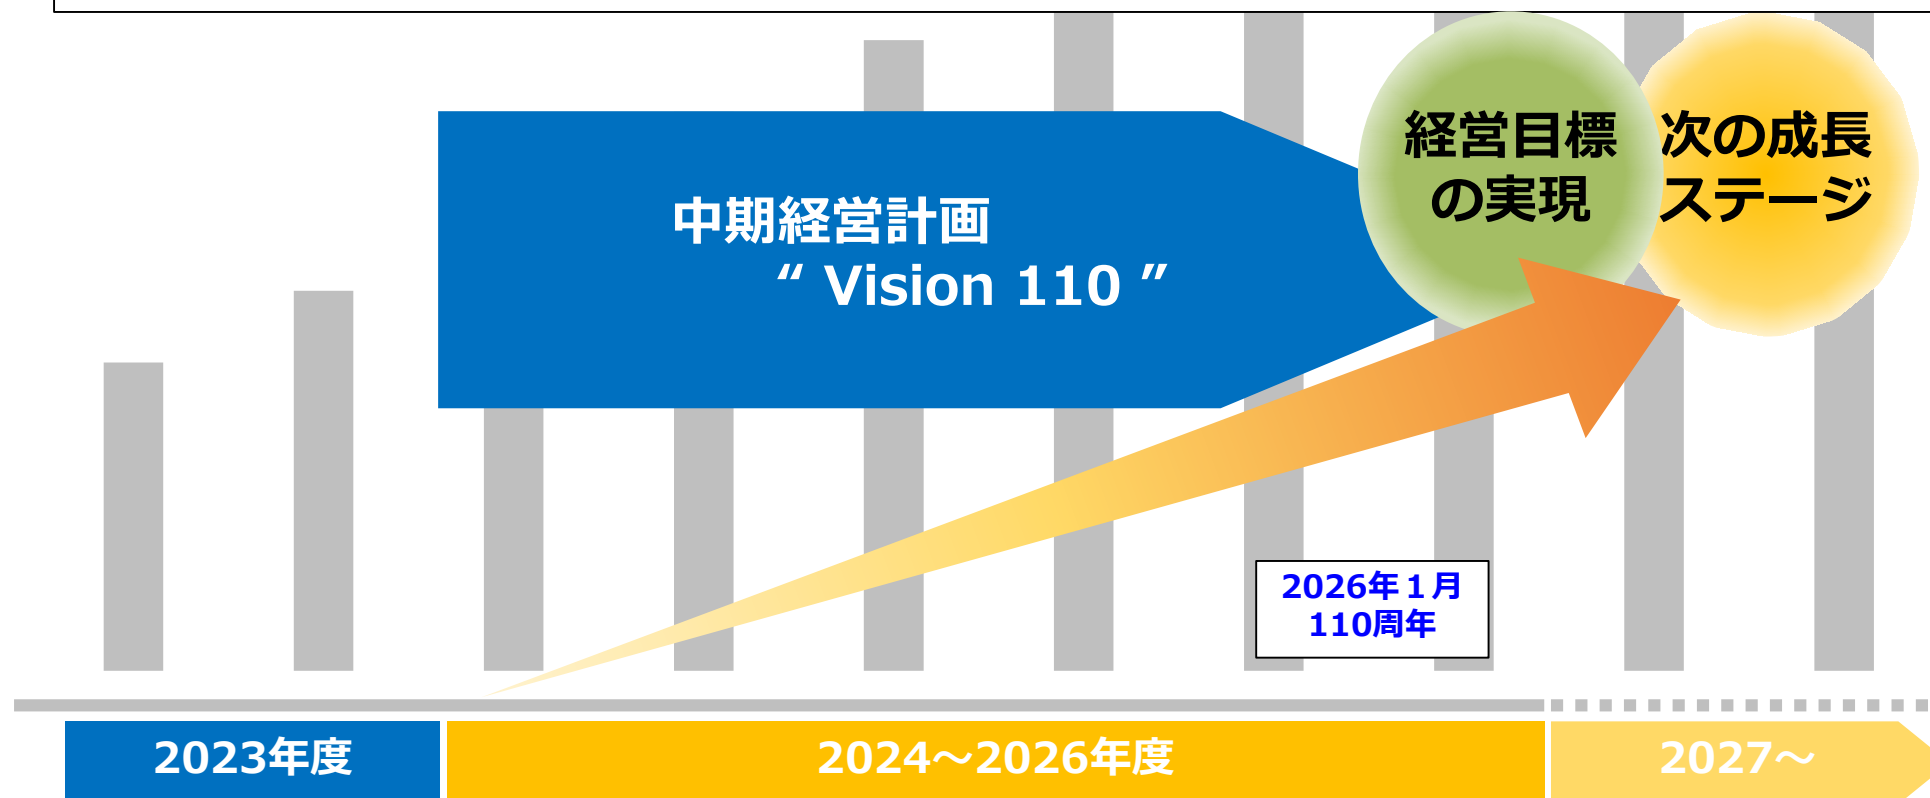 経営目標
の実現
次の成長
ステージ
中期経営計画
“ Vision 110 ”
2026年１月
110周年
2023年度
2024～2026年度
2027～